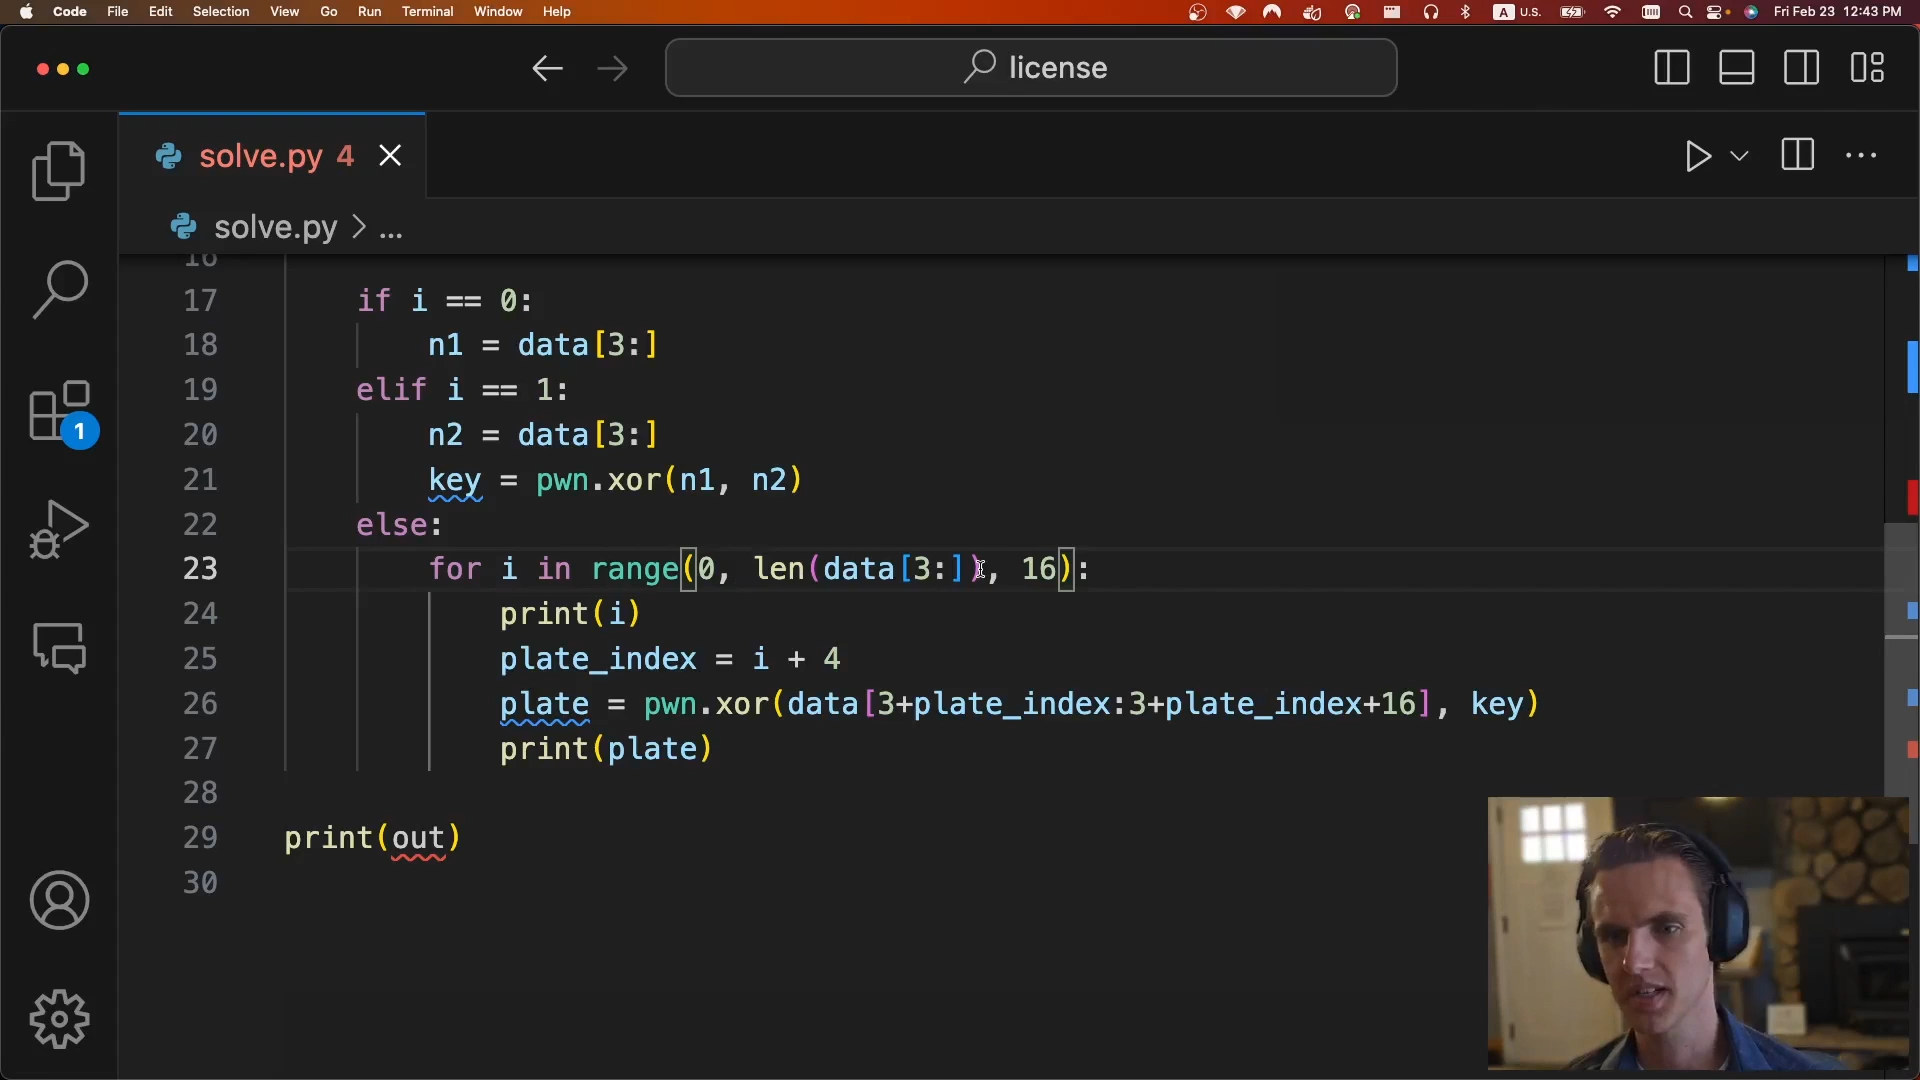 Code File Edit Selection View Go Run Terminal Window Help A U.S. Fri Feb 23 12:43 PM
license
solve.py 4
solve.py > ...
16
17 if i == 0:
18 n1 = data[3:]
19 elif i == 1:
20 n2 = data[3:]
21 key = pwn.xor(n1, n2)
22 else:
23 for i in range(0, len(data[3:]), 16):
24 print(i)
25 plate_index = i + 4
26 plate = pwn.xor(data[3+plate_index:3+plate_index+16], key)
27 print(plate)
28
29 print(out)
30
1